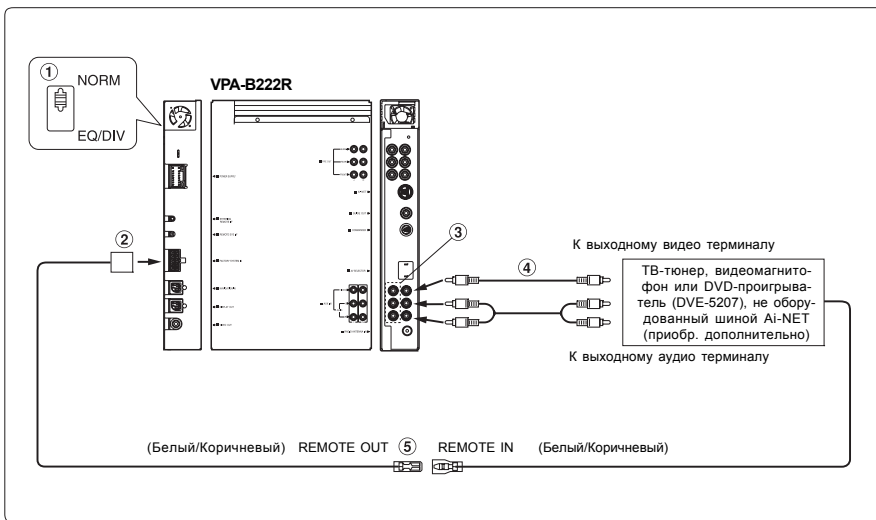 ①
NORM
EQ/DIV
VPA-B222R
②
③
④
К выходному видео терминалу
ТВ-тюнер, видеомагнито-
фон или DVD-проигрыва-
тель (DVE-5207), не обору-
дованный шиной Ai-NET
(приобр. дополнительно)
К выходному аудио терминалу
(Белый/Коричневый) REMOTE OUT ⑤ REMOTE IN (Белый/Коричневый)